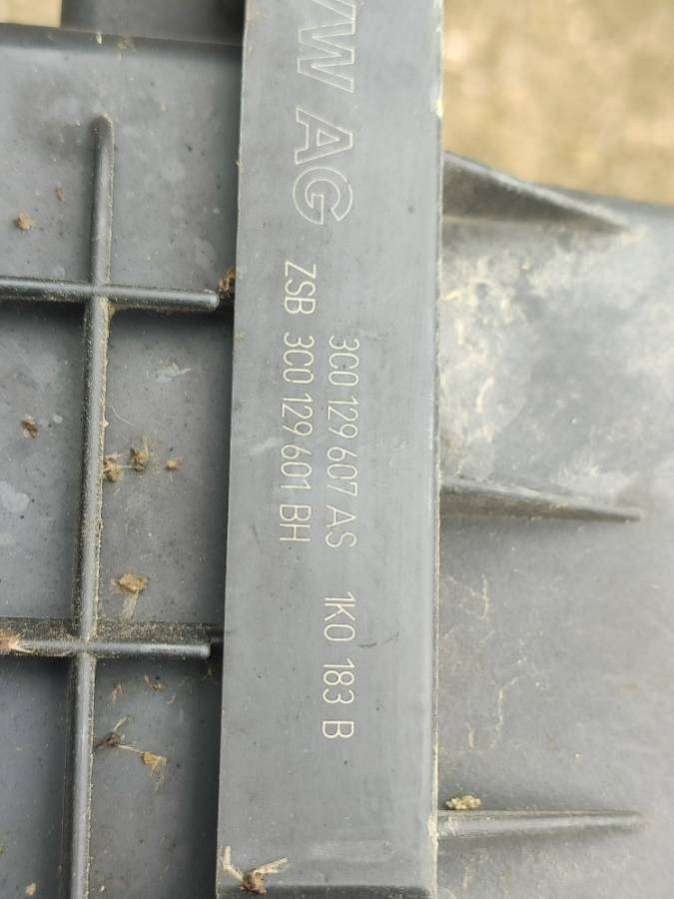 VW AG
3C0 129 607 AS 1K0 183 B
ZSB 3C0 129 601 BH